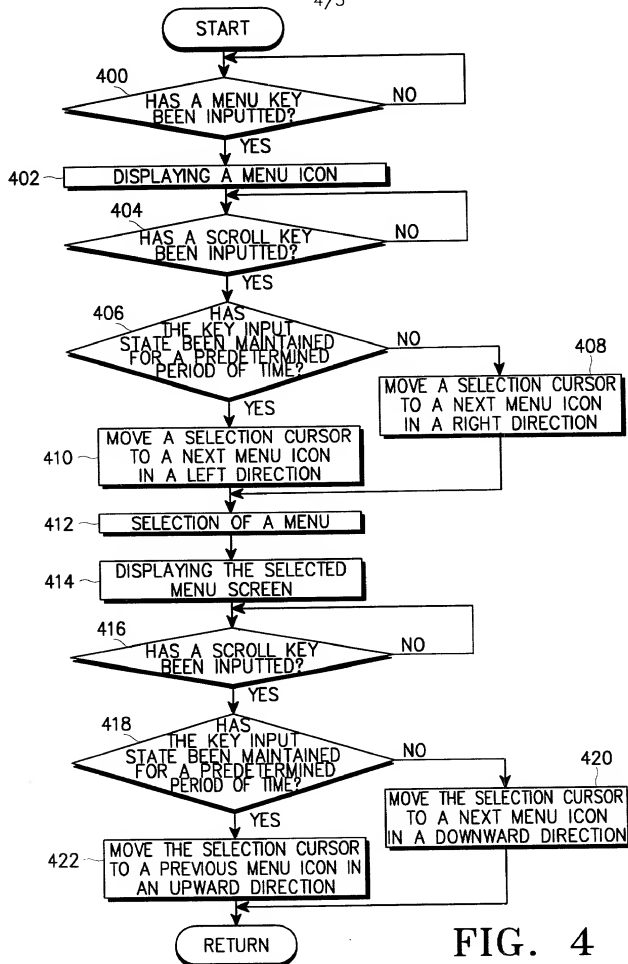 4/5
START
400
HAS A MENU KEY
BEEN INPUTTED?
NO
YES
402
DISPLAYING A MENU ICON
404
HAS A SCROLL KEY
BEEN INPUTTED?
NO
YES
406
HAS
THE KEY INPUT
STATE BEEN MAINTAINED
FOR A PREDETERMINED
PERIOD OF TIME?
NO
YES
408
MOVE A SELECTION CURSOR
TO A NEXT MENU ICON
IN A RIGHT DIRECTION
410
MOVE A SELECTION CURSOR
TO A NEXT MENU ICON
IN A LEFT DIRECTION
412
SELECTION OF A MENU
414
DISPLAYING THE SELECTED
MENU SCREEN
416
HAS A SCROLL KEY
BEEN INPUTTED?
NO
YES
418
HAS
THE KEY INPUT
STATE BEEN MAINTAINED
FOR A PREDETERMINED
PERIOD OF TIME?
NO
YES
420
MOVE THE SELECTION CURSOR
TO A NEXT MENU ICON
IN A DOWNWARD DIRECTION
422
MOVE THE SELECTION CURSOR
TO A PREVIOUS MENU ICON IN
AN UPWARD DIRECTION
RETURN
FIG. 4